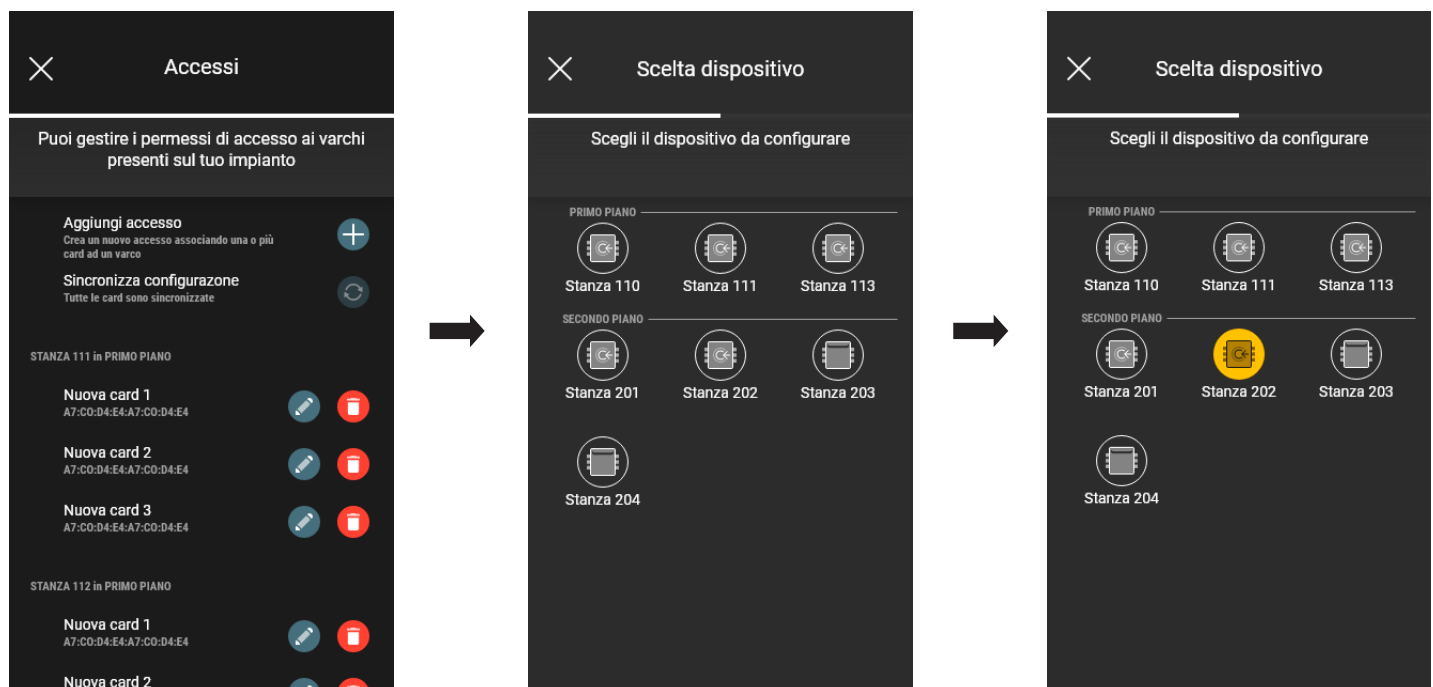 Accessi
Puoi gestire i permessi di accesso ai varchi
presenti sul tuo impianto
Aggiungi accesso
Crea un nuovo accesso associando una o più
card ad un varco
Sincronizza configurazone
Tutte le card sono sincronizzate
STANZA 111 in PRIMO PIANO
Nuova card 1
A7:C0:D4:E4:A7:C0:D4:E4
Nuova card 2
A7:C0:D4:E4:A7:C0:D4:E4
Nuova card 3
A7:C0:D4:E4:A7:C0:D4:E4
STANZA 112 in PRIMO PIANO
Nuova card 1
A7:C0:D4:E4:A7:C0:D4:E4
Nuova card 2
Scelta dispositivo
Scegli il dispositivo da configurare
PRIMO PIANO
Stanza 110 Stanza 111 Stanza 113
SECONDO PIANO
Stanza 201 Stanza 202 Stanza 203
Stanza 204
Scelta dispositivo
Scegli il dispositivo da configurare
PRIMO PIANO
Stanza 110 Stanza 111 Stanza 113
SECONDO PIANO
Stanza 201 Stanza 202 Stanza 203
Stanza 204